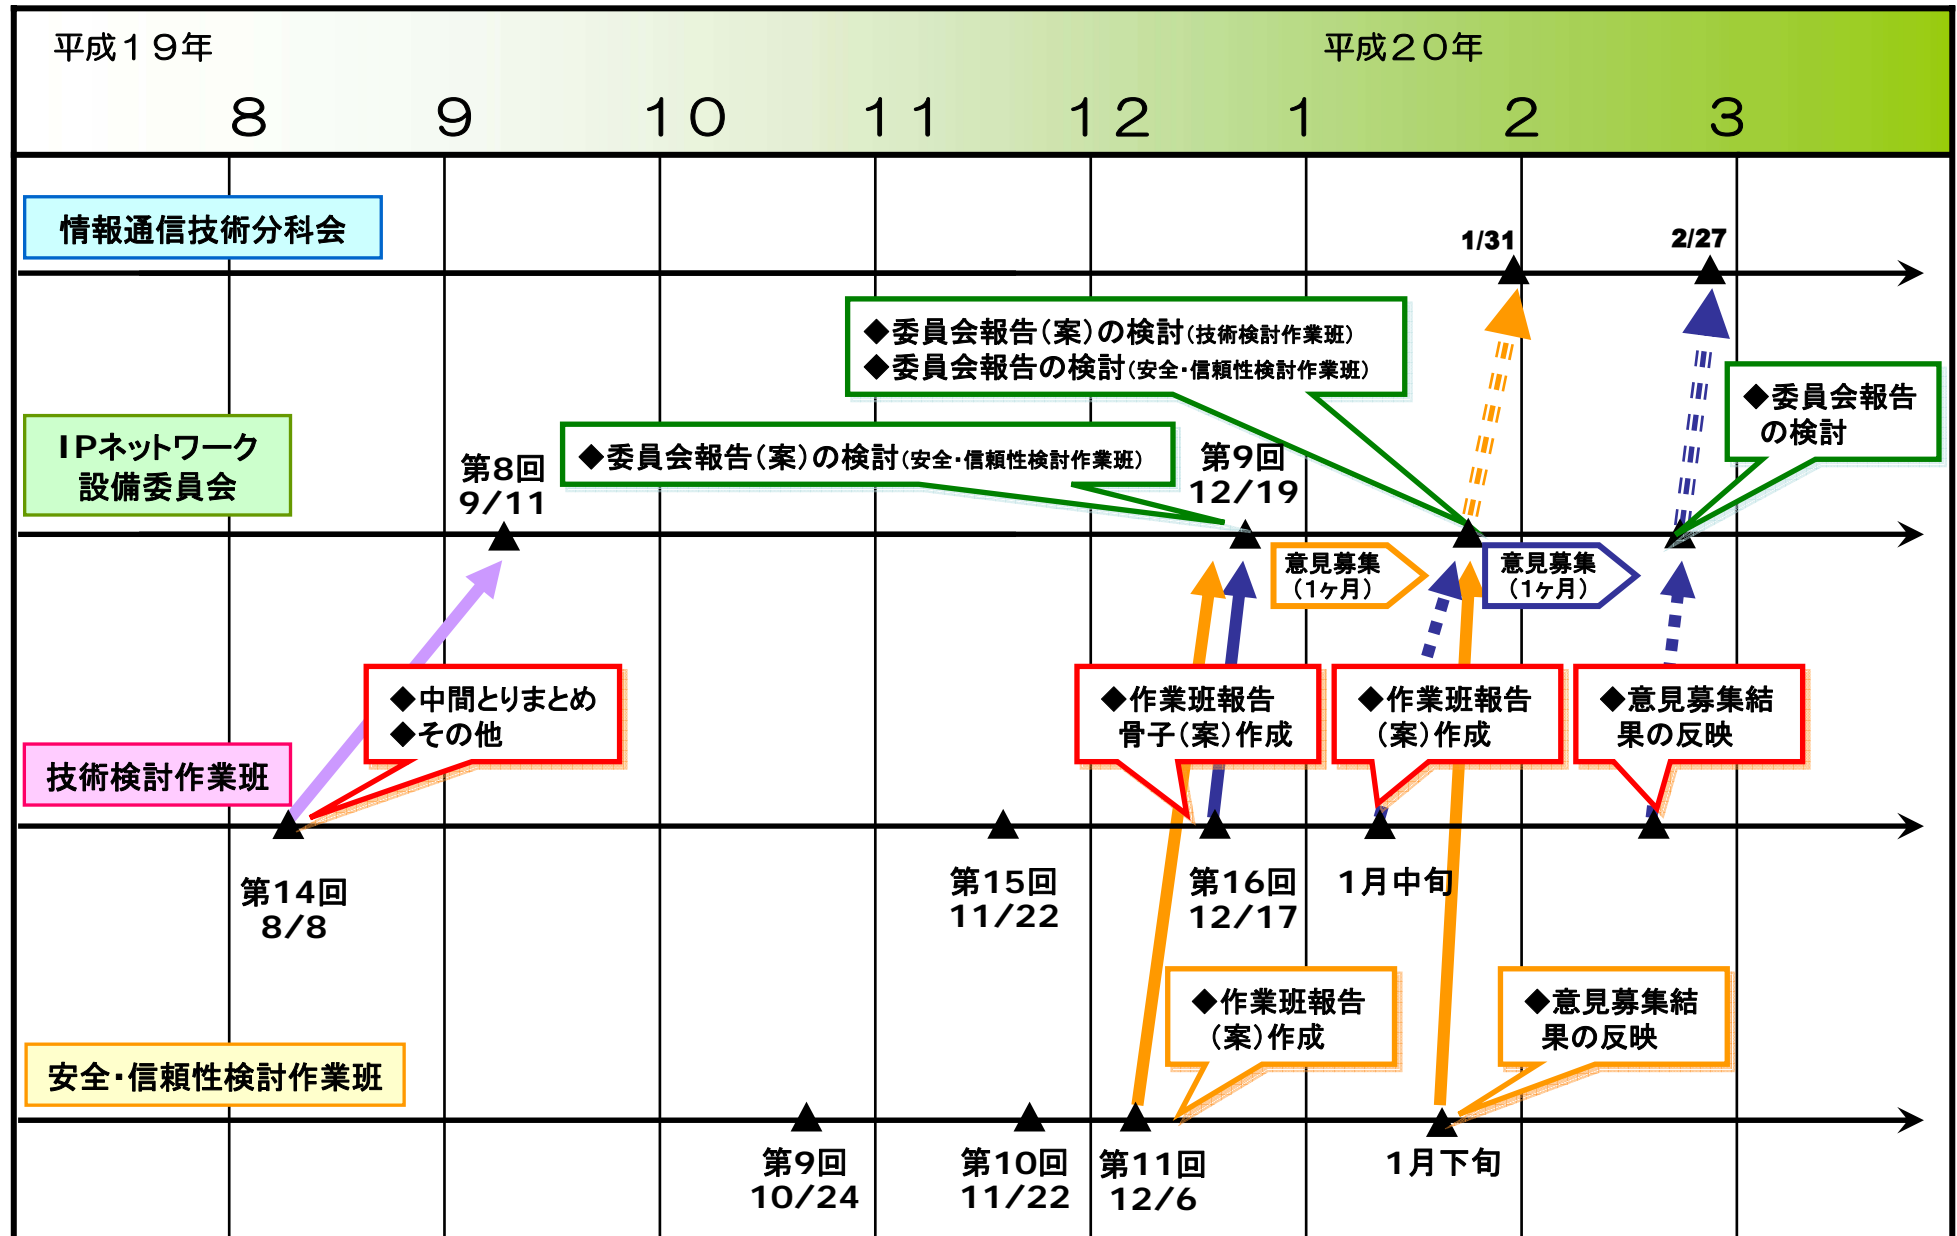 平成１９年
平成２０年
８
９
１０
１１
１２
１
２
３
情報通信技術分科会
1/31
2/27
◆委員会報告（案）の検討（技術検討作業班）
◆委員会報告の検討（安全・信頼性検討作業班）
◆委員会報告
の検討
IPネットワーク
設備委員会
第8回
9/11
◆委員会報告（案）の検討（安全・信頼性検討作業班）
第9回
12/19
意見募集
（1ヶ月）
意見募集
（1ヶ月）
◆中間とりまとめ
◆その他
◆作業班報告
骨子（案）作成
◆作業班報告
（案）作成
◆意見募集結
果の反映
技術検討作業班
第14回
8/8
第15回
11/22
第16回
12/17
1月中旬
◆作業班報告
（案）作成
◆意見募集結
果の反映
安全・信頼性検討作業班
第9回
10/24
第10回
11/22
第11回
12/6
1月下旬